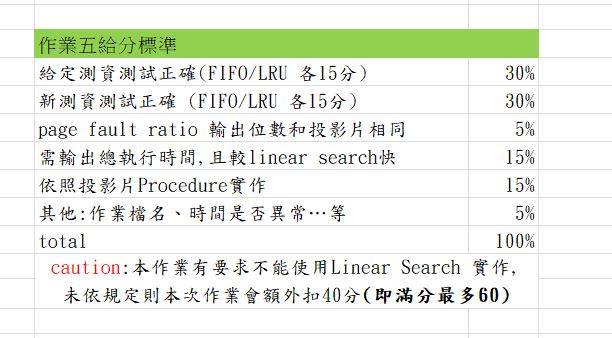 作業五給分標準
給定測資測試正確(FIFO/LRU 各15分) 30%
新測資測試正確 (FIFO/LRU 各15分) 30%
page fault ratio 輸出位數和投影片相同 5%
需輸出總執行時間,且較linear search快 15%
依照投影片Procedure實作 15%
其他:作業檔名、時間是否異常…等 5%
total 100%
caution:本作業有要求不能使用Linear Search 實作,
未依規定則本次作業會額外扣40分(即滿分最多60)